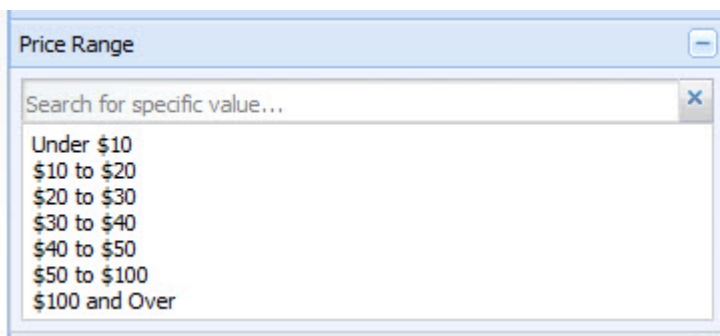 Price Range
Search for specific value...
Under $10
$10 to $20
$20 to $30
$30 to $40
$40 to $50
$50 to $100
$100 and Over